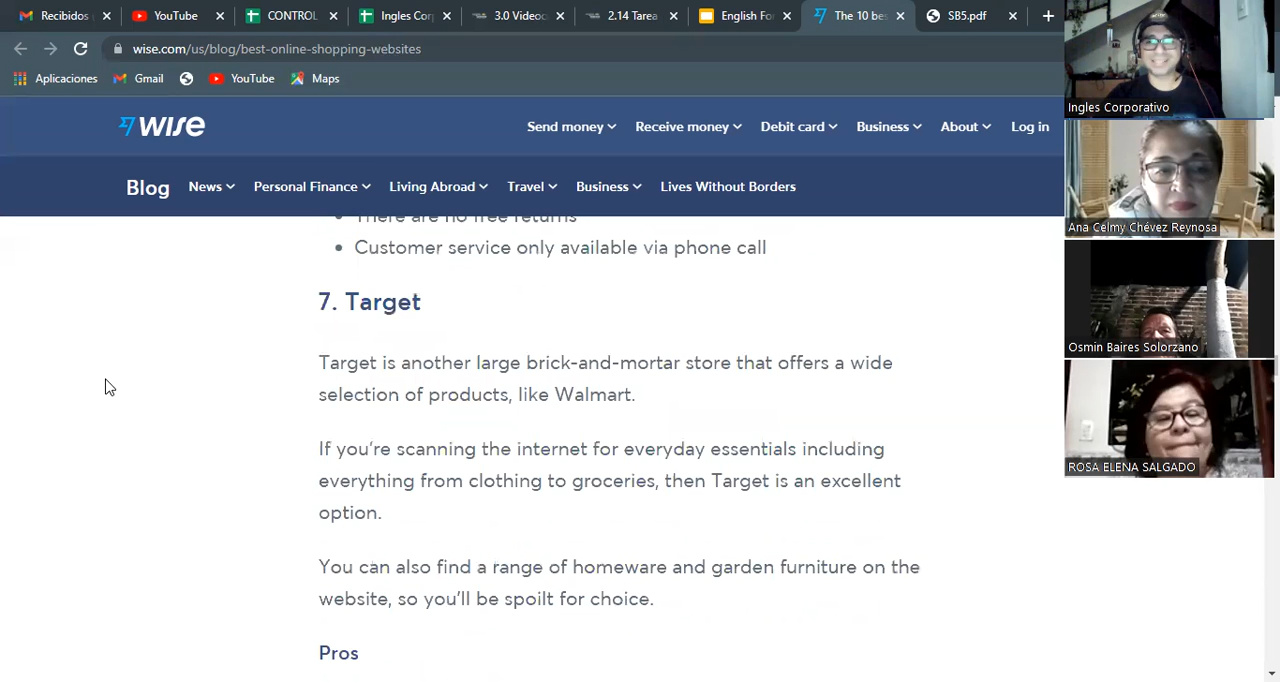 Recibidos
YouTube
CONTROL
Ingles Cor
3.0 Videoc
2.14 Tarea
English Fo
The 10 bes
SB5.pdf
wise.com/us/blog/best-online-shopping-websites
Aplicaciones
Gmail
YouTube
Maps
wise
Send money
Receive money
Debit card
Business
About
Log in
Blog
News
Personal Finance
Living Abroad
Travel
Business
Lives Without Borders
There are no free returns
Customer service only available via phone call
7. Target
Target is another large brick-and-mortar store that offers a wide
selection of products, like Walmart.
If you're scanning the internet for everyday essentials including
everything from clothing to groceries, then Target is an excellent
option.
You can also find a range of homeware and garden furniture on the
website, so you'll be spoilt for choice.
Pros
Ingles Corporativo
Ana Celmy Chévez Reynosa
Osmin Baires Solorzano
ROSA ELENA SALGADO